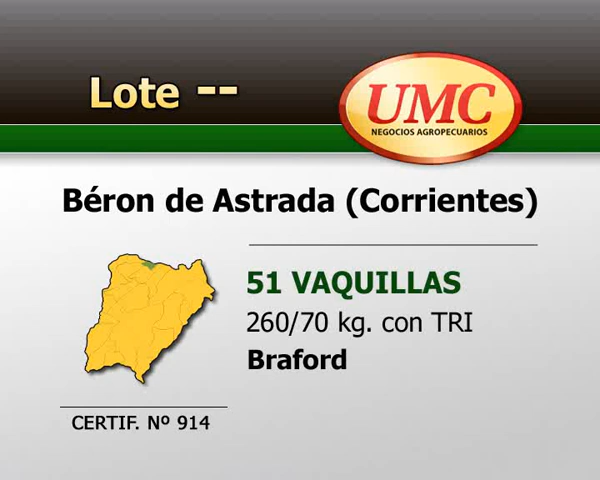 Lote --
UMC
NEGOCIOS AGROPECUARIOS
Béron de Astrada (Corrientes)
51 VAQUILLAS
260/70 kg. con TRI
Braford
CERTIF. Nº 914